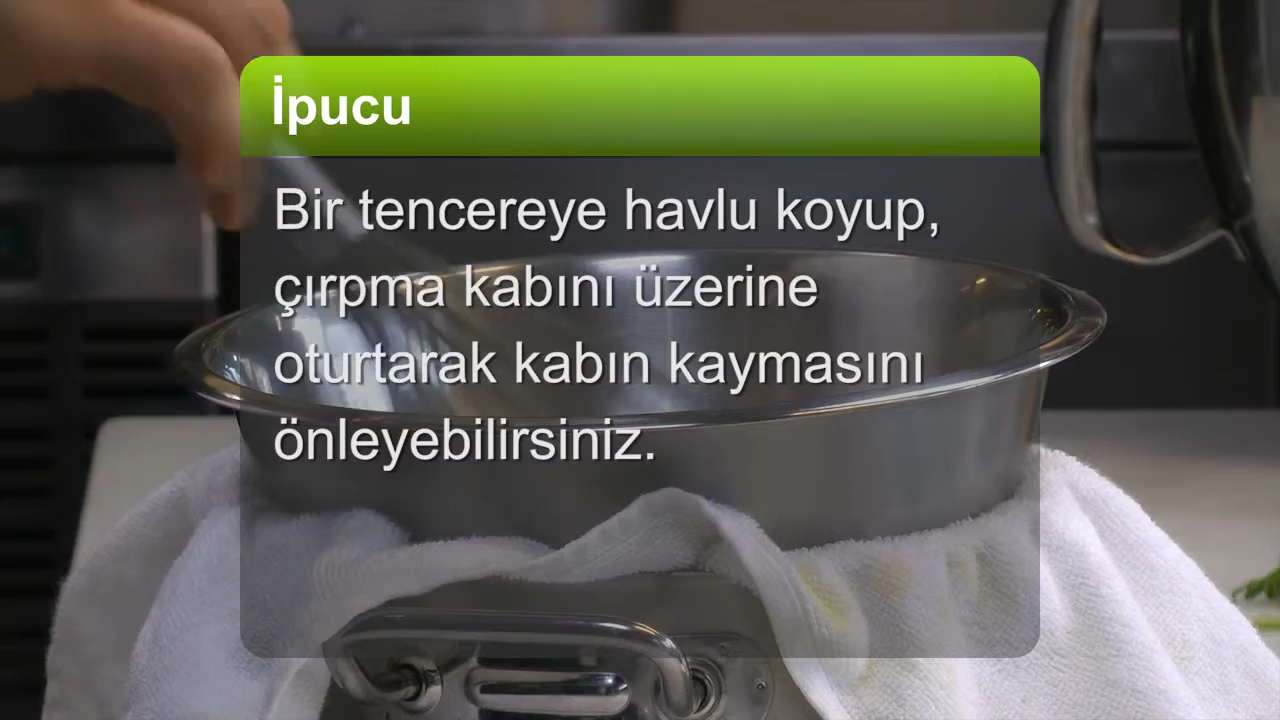 İpucu
Bir tencereye havlu koyup,
çırpma kabını üzerine
oturtarak kabın kaymasını
önleyebilirsiniz.